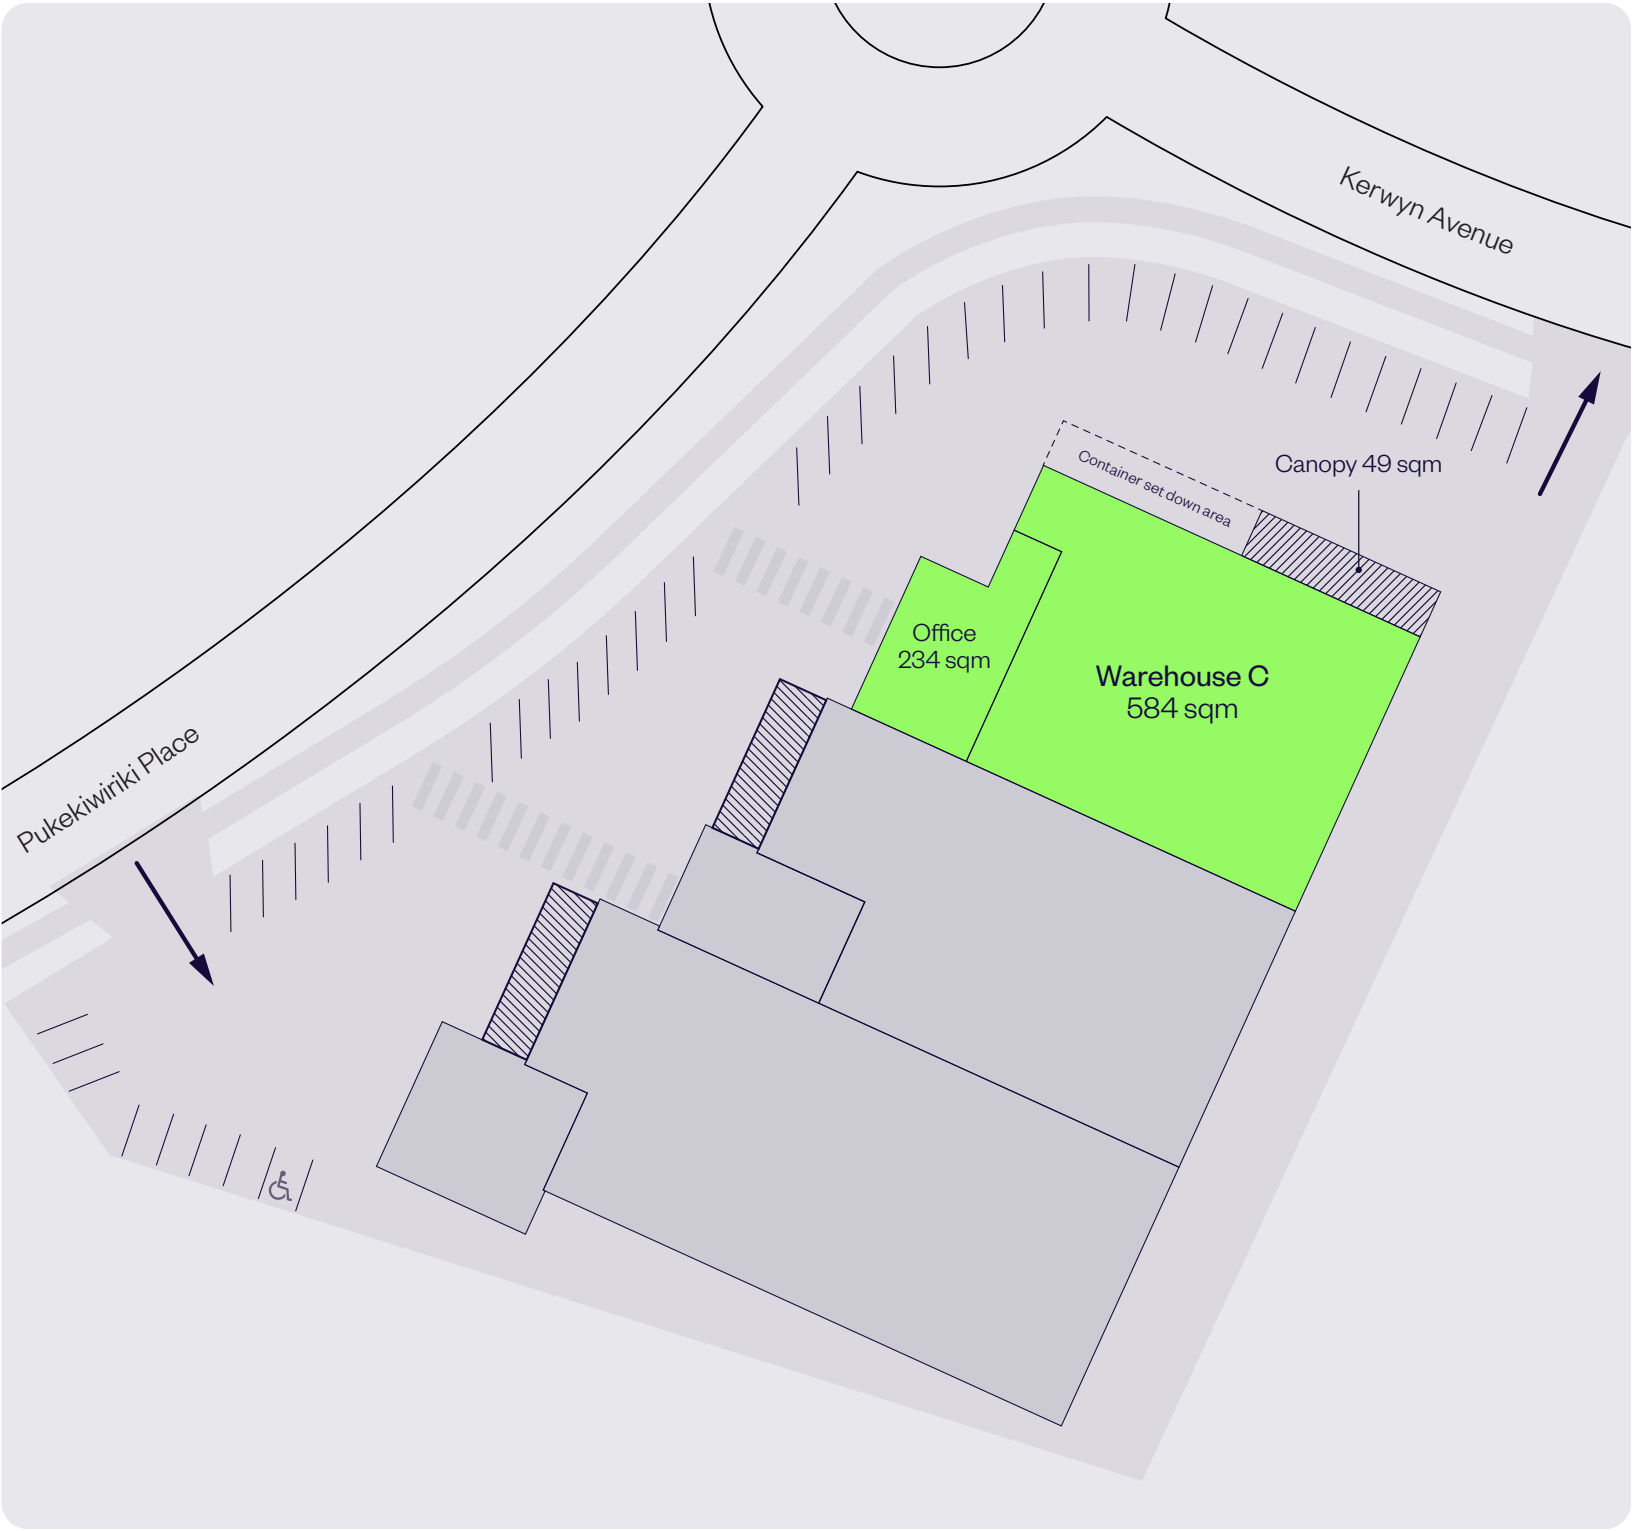 Kerwyn Avenue
Canopy 49 sqm
Container set down area
Office
234 sqm
Warehouse C
584 sqm
Pukekiwiriki Place